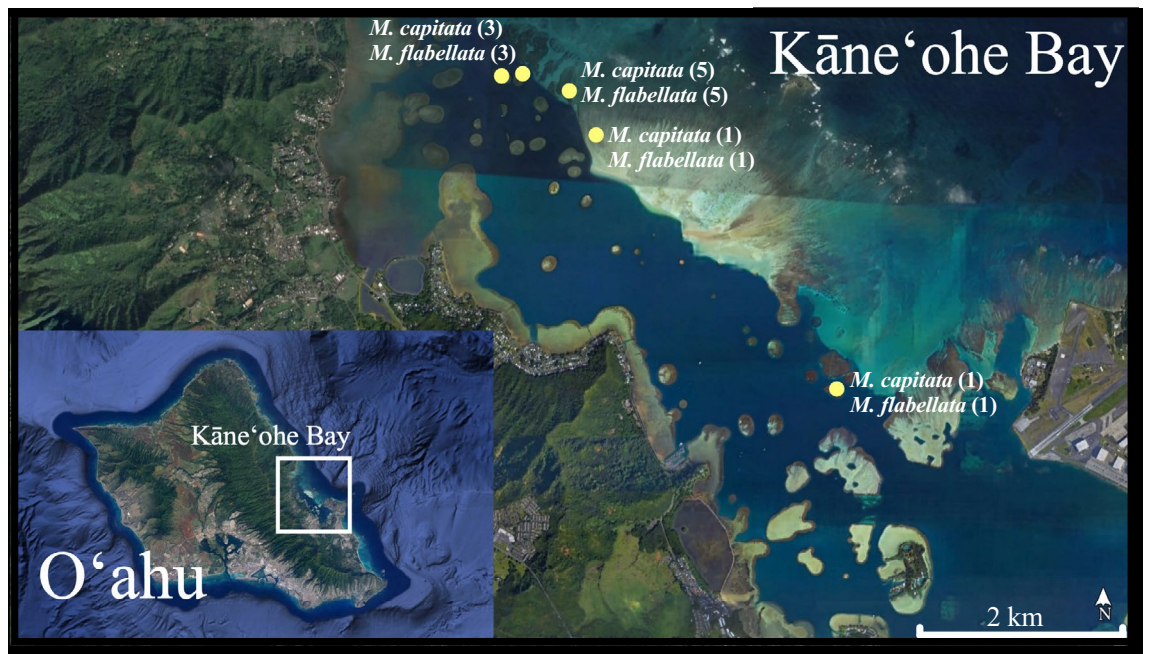 M. capitata (3)
M. flabellata (3)
Kāneʻohe Bay
M. capitata (5)
M. flabellata (5)
M. capitata (1)
M. flabellata (1)
M. capitata (1)
M. flabellata (1)
Kāneʻohe Bay
Oʻahu
2 km
N